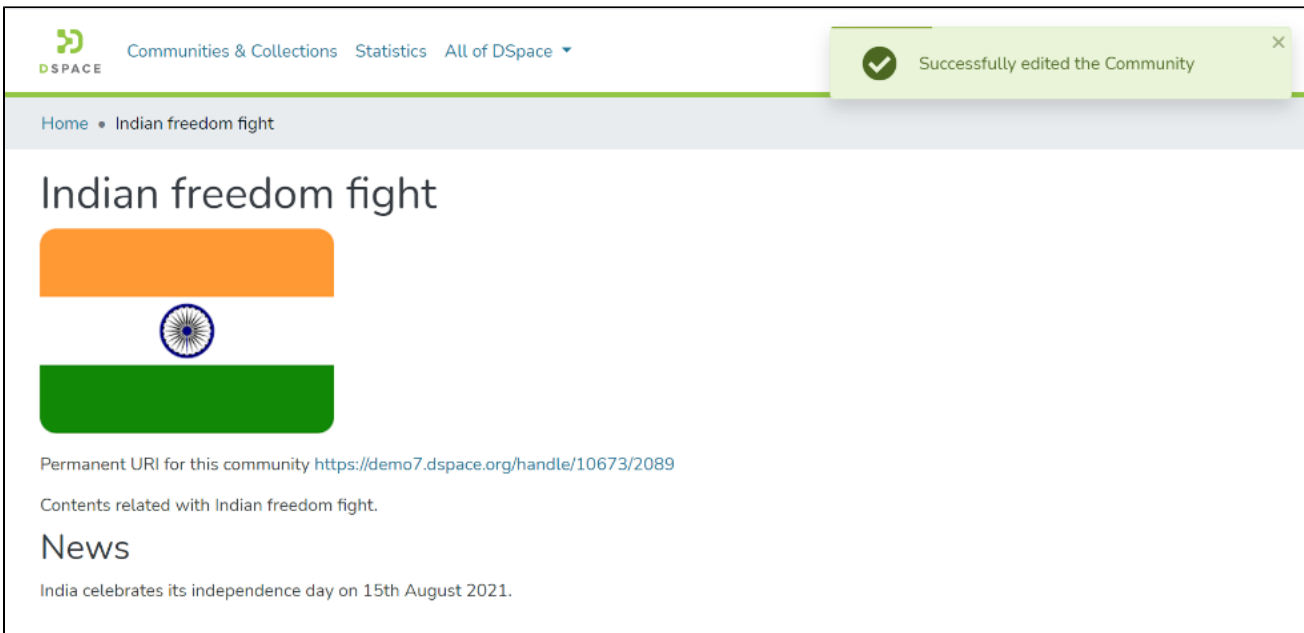 DSPACE
Communities & Collections Statistics All of DSpace
Successfully edited the Community
Home • Indian freedom fight
Indian freedom fight
Permanent URI for this community https://demo7.dspace.org/handle/10673/2089
Contents related with Indian freedom fight.
News
India celebrates its independence day on 15th August 2021.